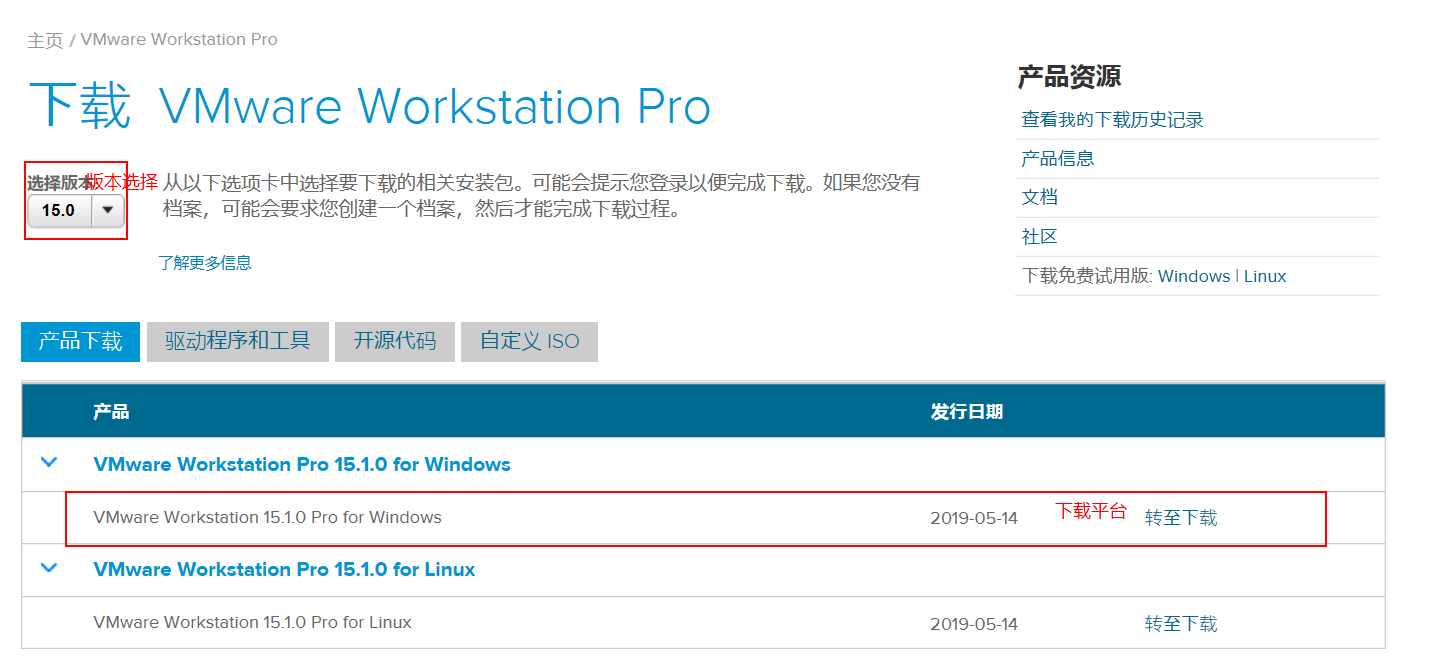 主页 / VMware Workstation Pro
下载 VMware Workstation Pro
选择版本
版本选择
15.0
从以下选项卡中选择要下载的相关安装包。可能会提示您登录以便完成下载。如果您没有
档案，可能会要求您创建一个档案，然后才能完成下载过程。
了解更多信息
产品资源
查看我的下载历史记录
产品信息
文档
社区
下载免费试用版: Windows | Linux
产品下载 驱动程序和工具 开源代码 自定义 ISO
产品 发行日期
VMware Workstation Pro 15.1.0 for Windows
VMware Workstation 15.1.0 Pro for Windows 2019-05-14 下载平台 转至下载
VMware Workstation Pro 15.1.0 for Linux
VMware Workstation 15.1.0 Pro for Linux 2019-05-14 转至下载